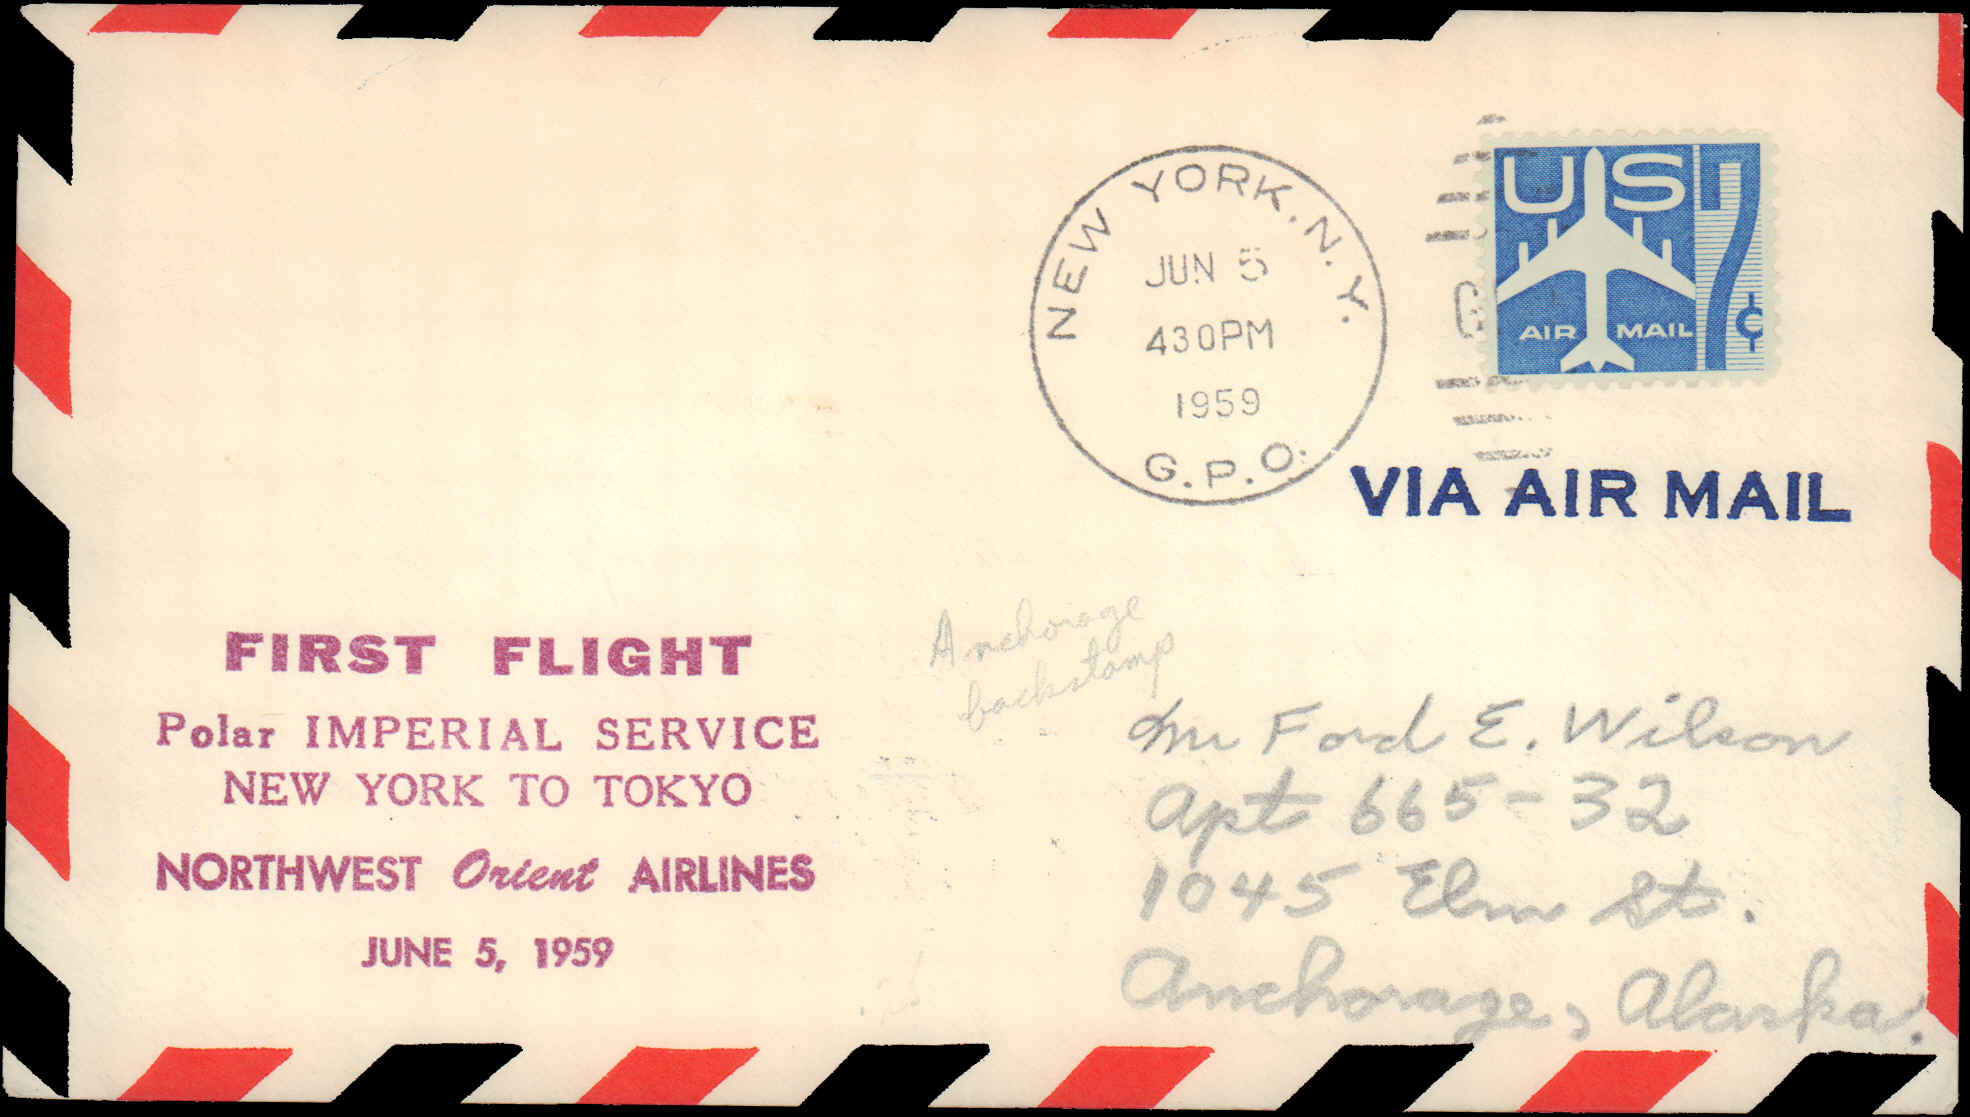 NEW YORK, N.Y.
JUN 5
430PM
1959
G.P.O.
US 7¢
AIR MAIL
VIA AIR MAIL
FIRST FLIGHT
Polar IMPERIAL SERVICE
NEW YORK TO TOKYO
NORTHWEST Orient AIRLINES
JUNE 5, 1959
Anchorage
backstamp
Mr Ford E. Wilson
Apt 665-32
1045 Elm St.
Anchorage, Alaska.